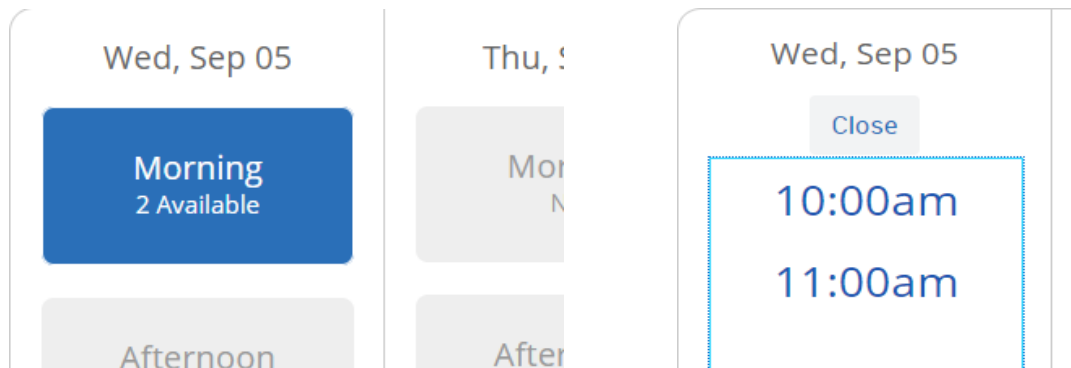 Wed, Sep 05
Morning
2 Available
Afternoon
Thu,
Wed, Sep 05
Close
10:00am
11:00am